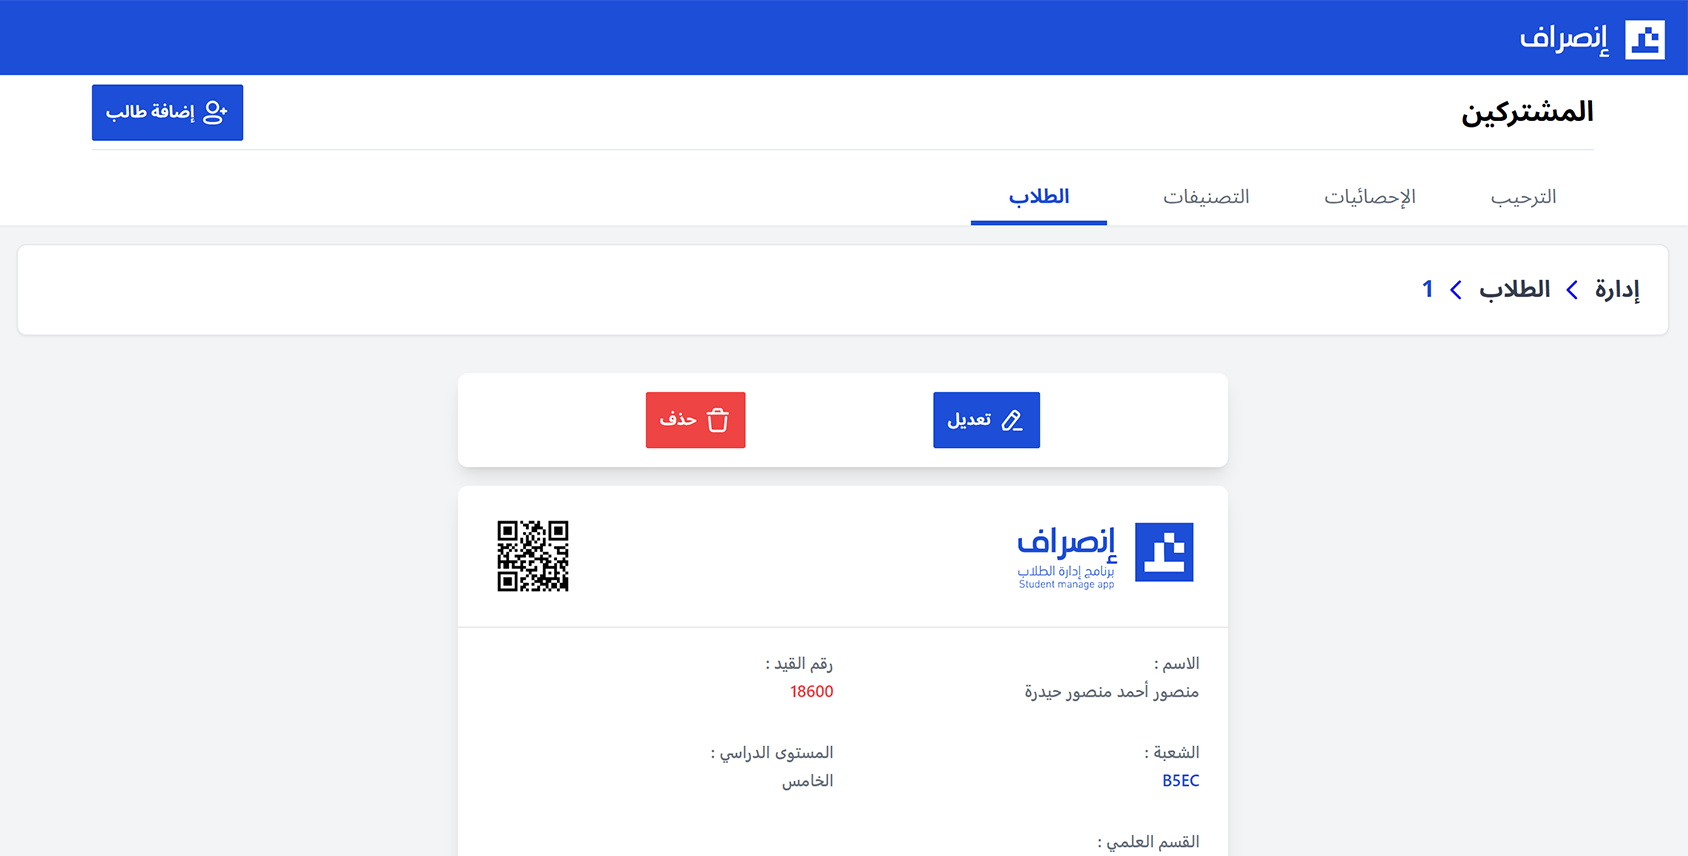 إنصراف
المشتركين
إضافة طالب
الترحيب
الإحصائيات
التصنيفات
الطلاب
إدارة
الطلاب
1
تعديل
حذف
إنصراف
برنامج إدارة الطلاب
Student manage app
الاسم :
منصور أحمد منصور حيدرة
رقم القيد :
18600
الشعبة :
B5EC
المستوى الدراسي :
الخامس
القسم العلمي :